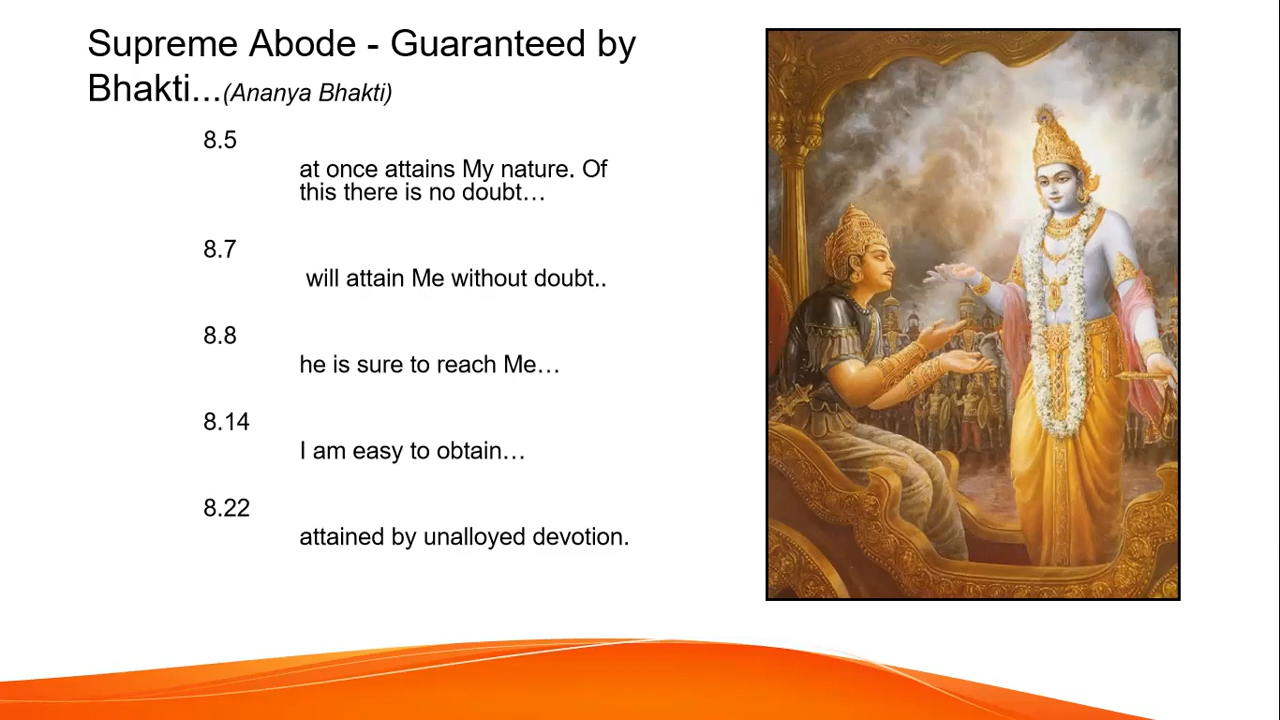 Supreme Abode - Guaranteed by
Bhakti...(Ananya Bhakti)
8.5
at once attains My nature. Of
this there is no doubt…
8.7
will attain Me without doubt..
8.8
he is sure to reach Me…
8.14
I am easy to obtain…
8.22
attained by unalloyed devotion.